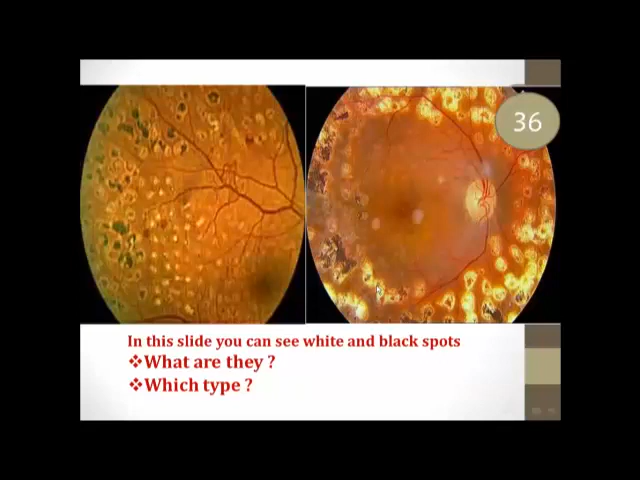 36
In this slide you can see white and black spots
❖What are they ?
❖Which type ?